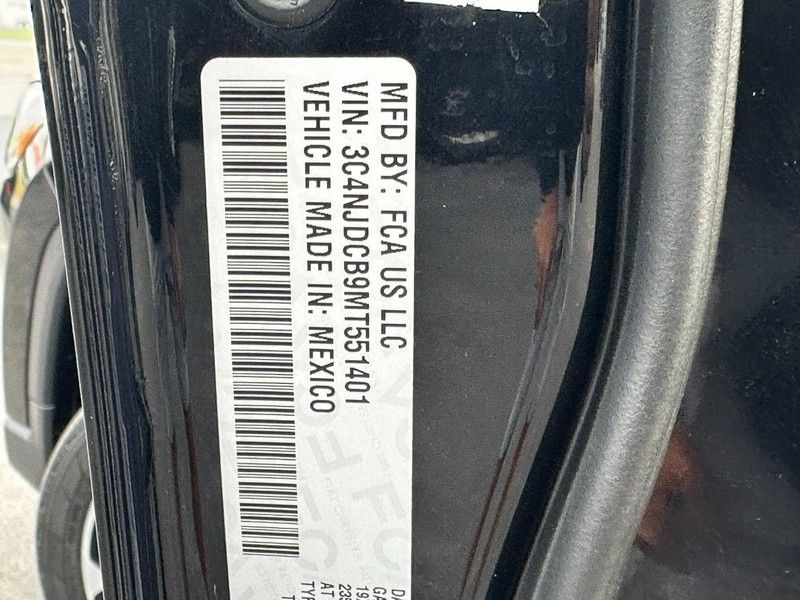 MFD BY: FCA US LLC
VIN: 3C4NJDCB9MT551401
VEHICLE MADE IN: MEXICO